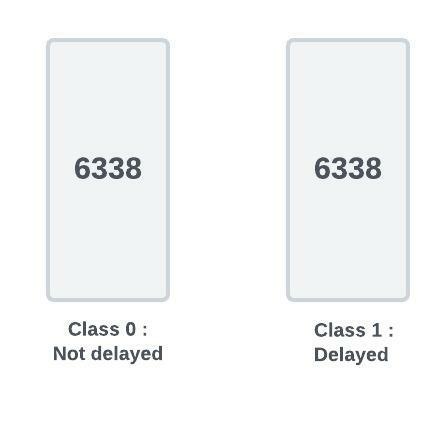 6338
6338
Class 0 :
Not delayed
Class 1 :
Delayed